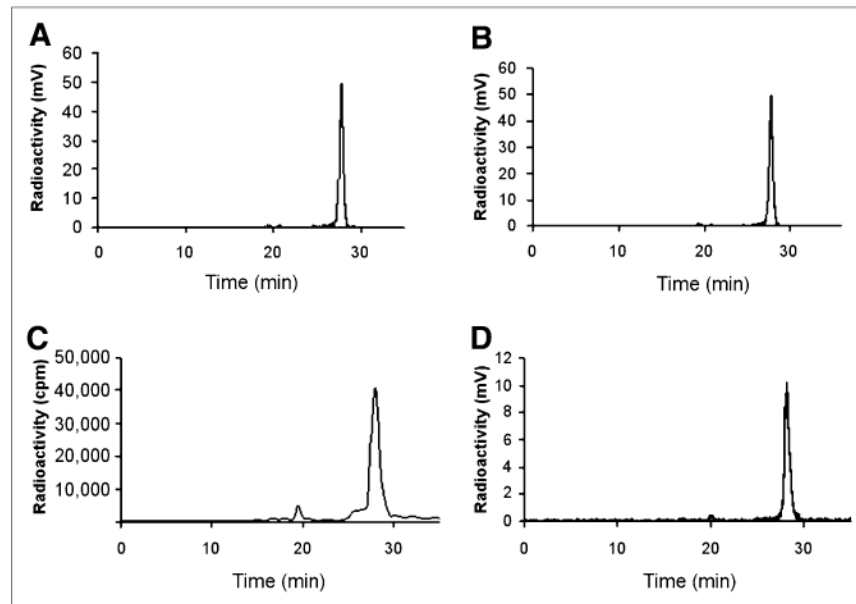 A
Radioactivity (mV)
60
50
40
30
20
10
0
0 10 20 30
Time (min)
B
Radioactivity (mV)
60
50
40
30
20
10
0
0 10 20 30
Time (min)
C
Radioactivity (cpm)
50,000
40,000
30,000
20,000
10,000
0 10 20 30
Time (min)
D
Radioactivity (mV)
12
10
8
6
4
2
0
0 10 20 30
Time (min)